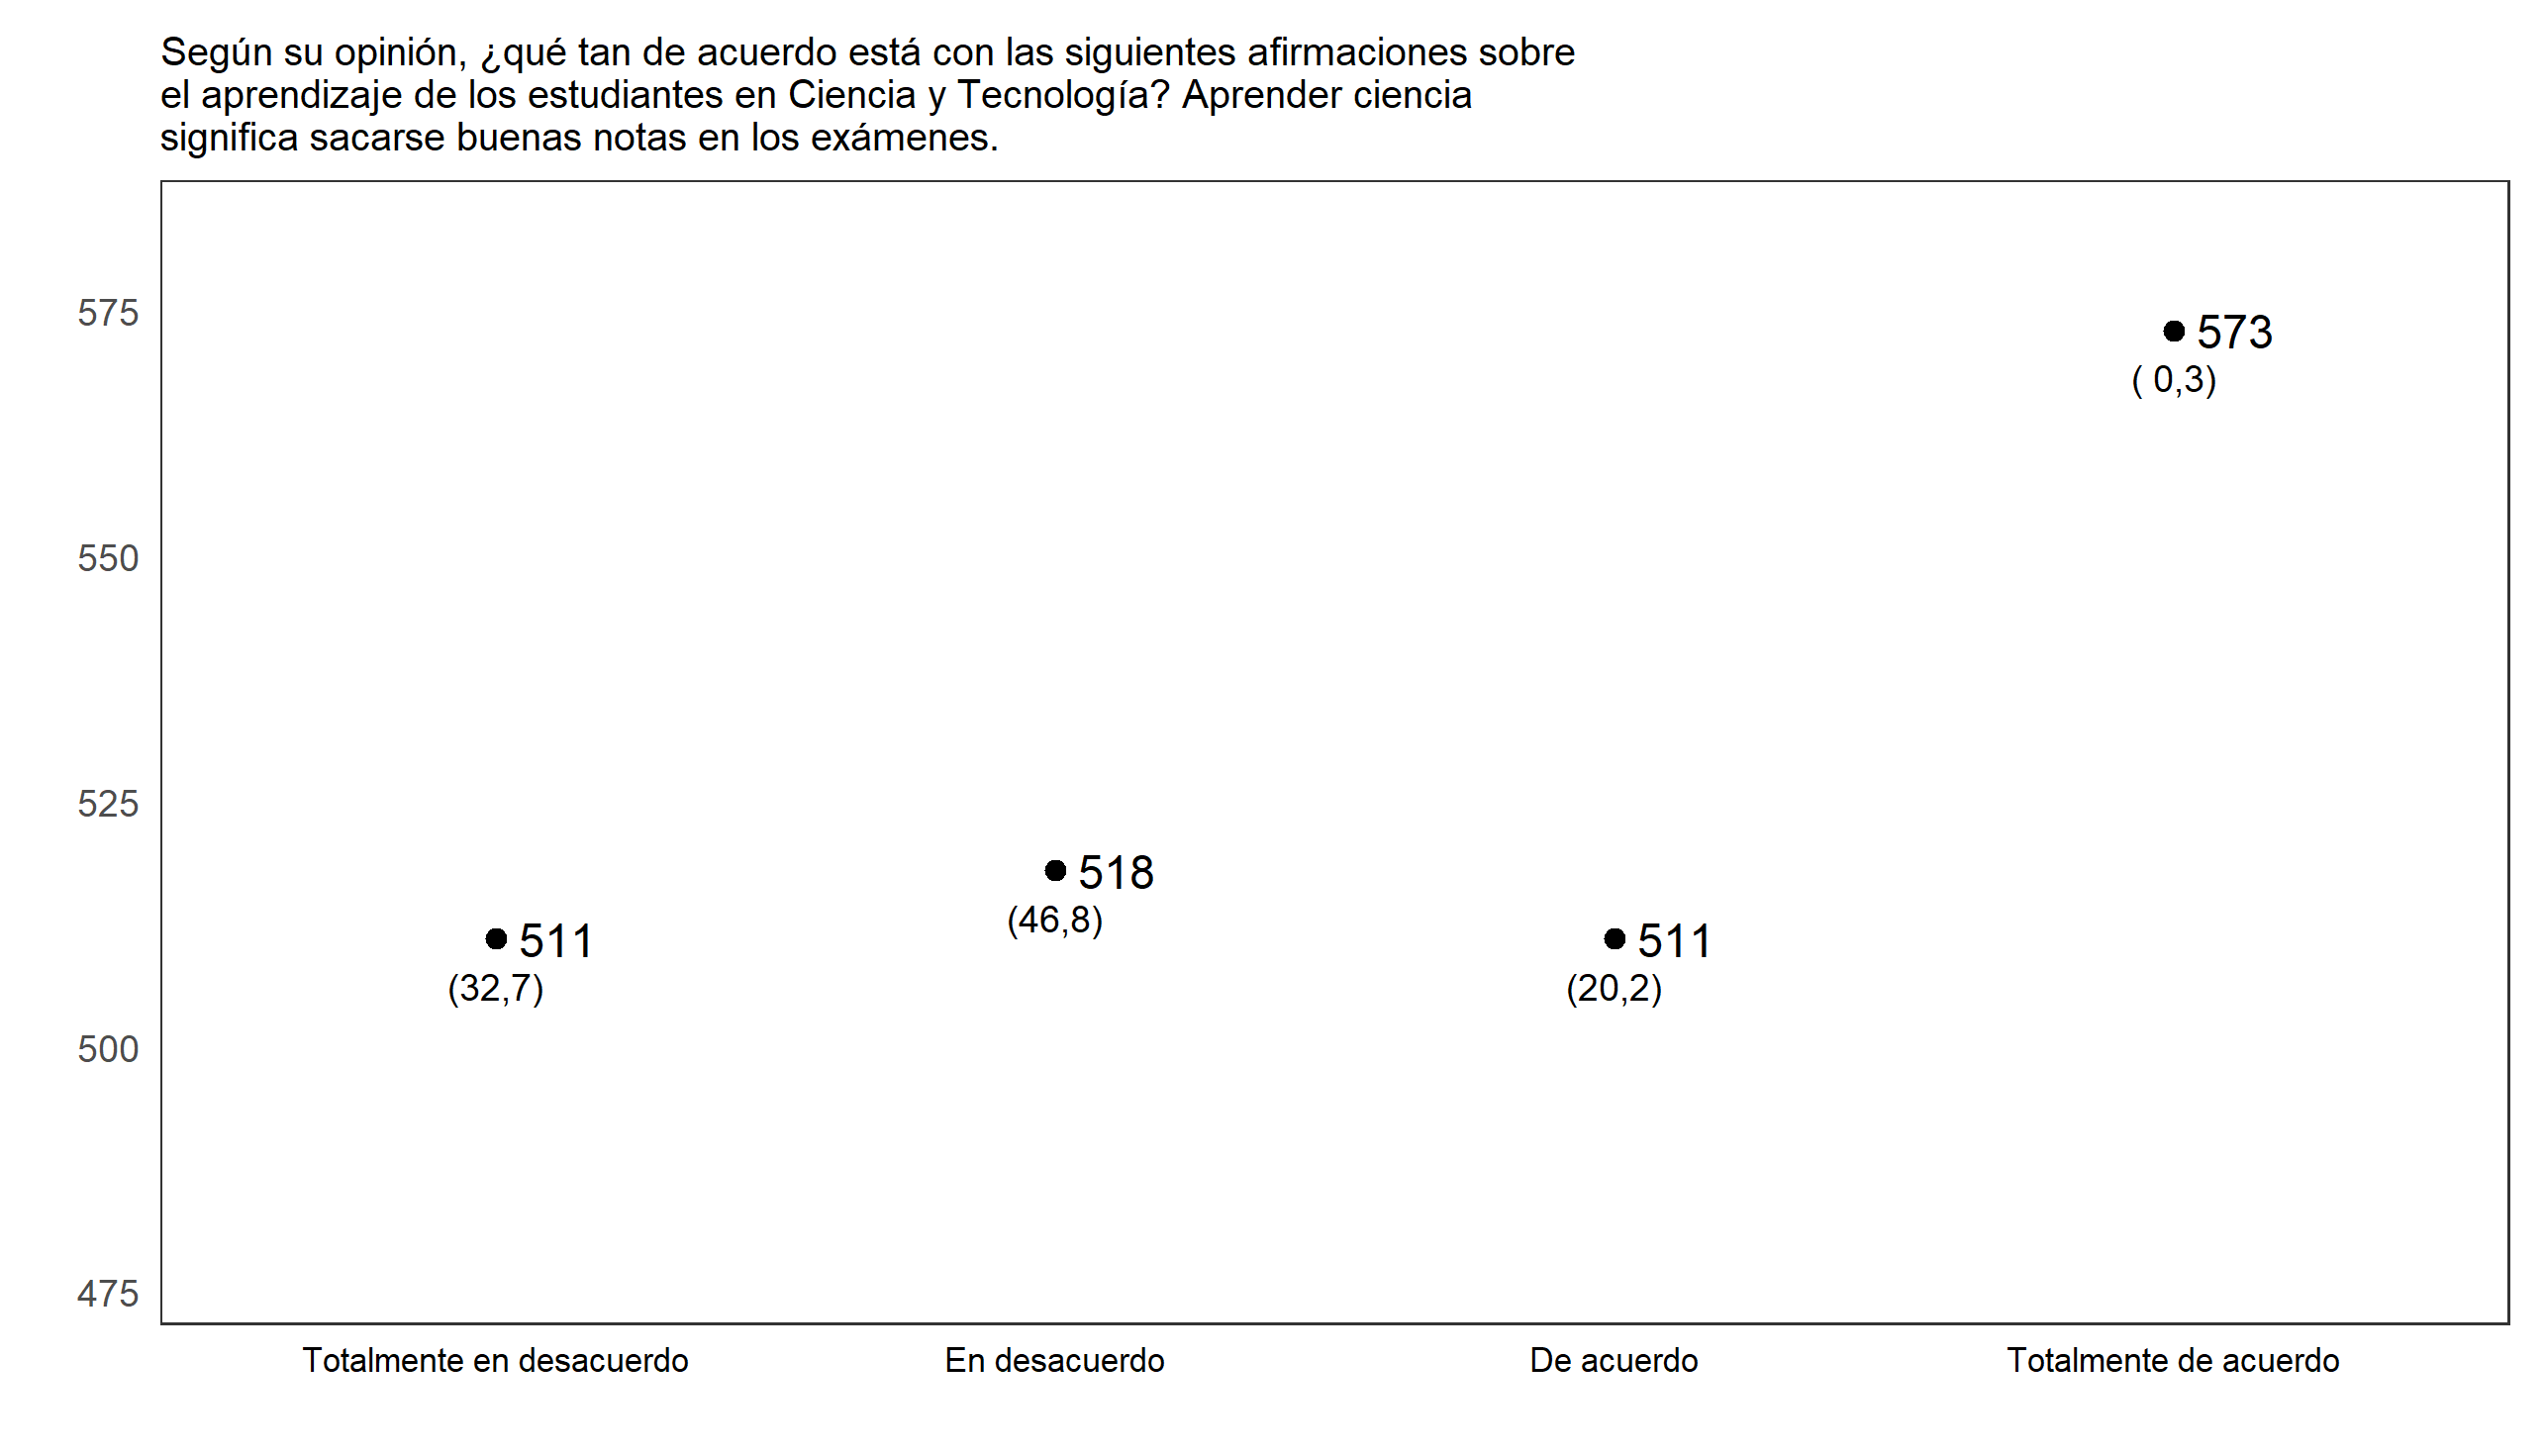 Según su opinión, ¿qué tan de acuerdo está con las siguientes afirmaciones sobre
el aprendizaje de los estudiantes en Ciencia y Tecnología? Aprender ciencia
significa sacarse buenas notas en los exámenes.
575
573
( 0,3)
550
525
518
(46,8)
511
(32,7)
511
(20,2)
500
475
Totalmente en desacuerdo
En desacuerdo
De acuerdo
Totalmente de acuerdo